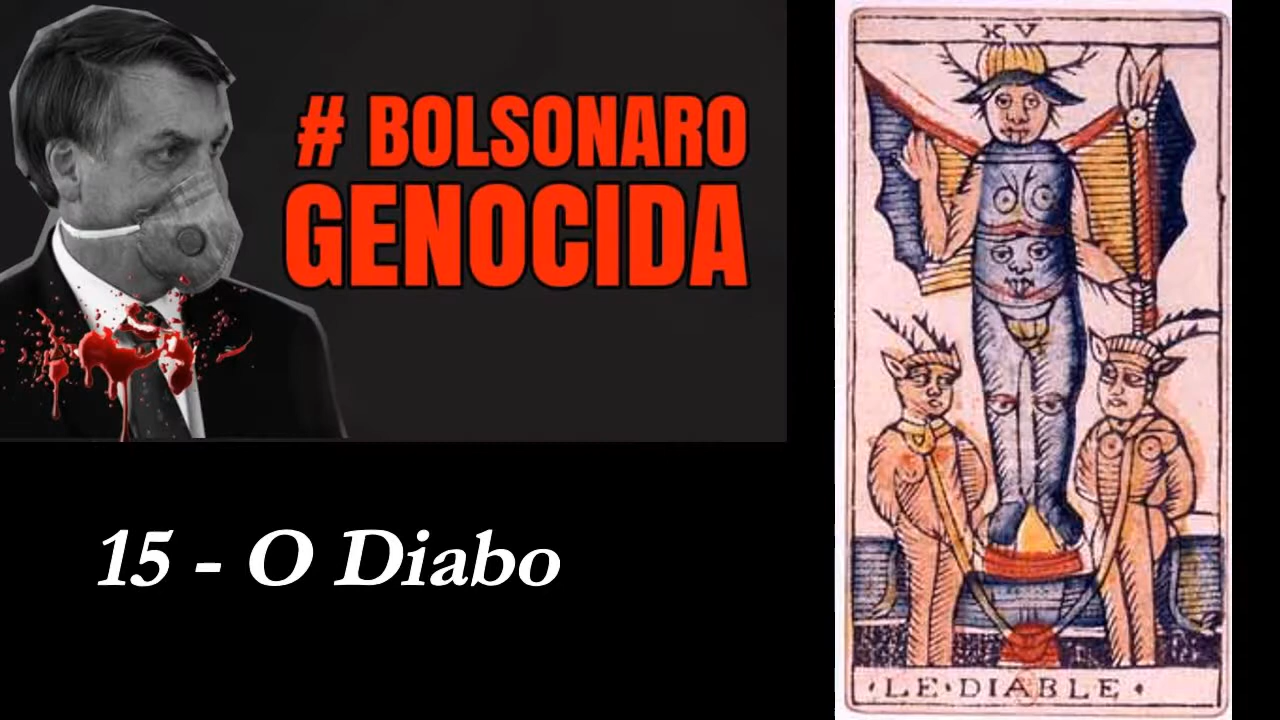 # BOLSONARO
GENOCIDA
15 - O Diabo
XV
·LE·DIABLE·